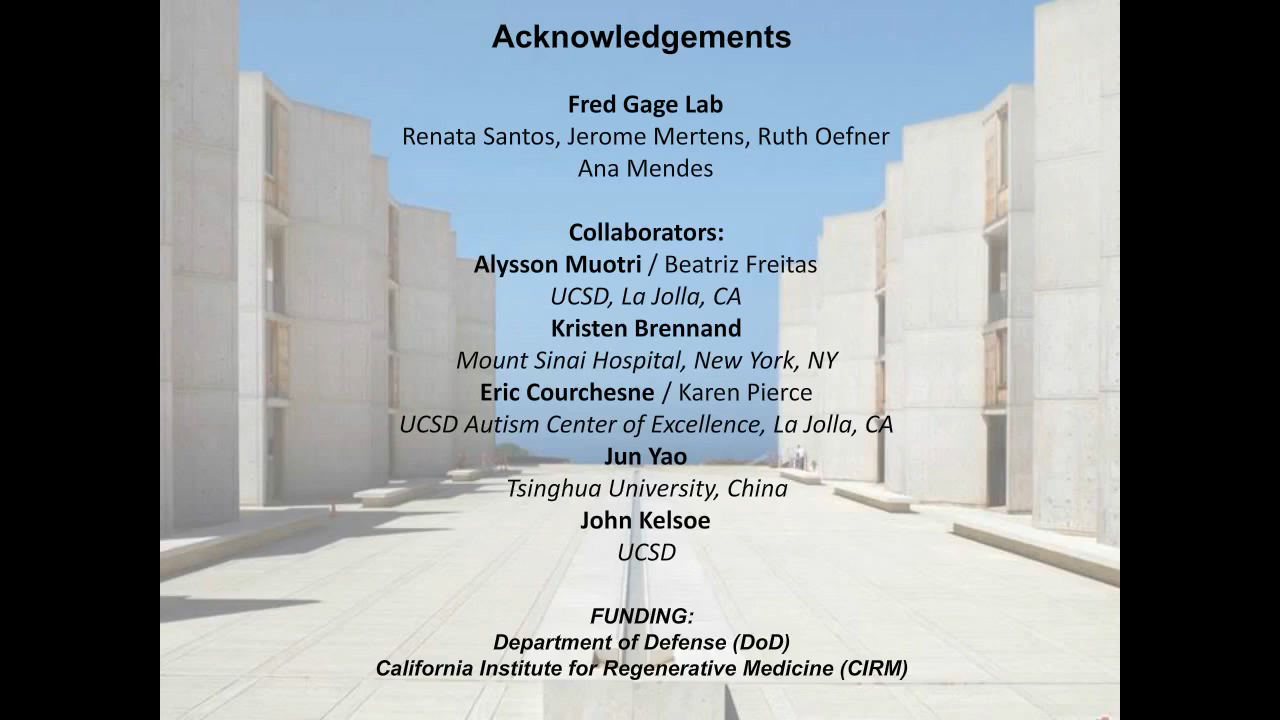 Acknowledgements
Fred Gage Lab
Renata Santos, Jerome Mertens, Ruth Oefner
Ana Mendes
Collaborators:
Alysson Muotri / Beatriz Freitas
UCSD, La Jolla, CA
Kristen Brennand
Mount Sinai Hospital, New York, NY
Eric Courchesne / Karen Pierce
UCSD Autism Center of Excellence, La Jolla, CA
Jun Yao
Tsinghua University, China
John Kelsoe
UCSD
FUNDING:
Department of Defense (DoD)
California Institute for Regenerative Medicine (CIRM)